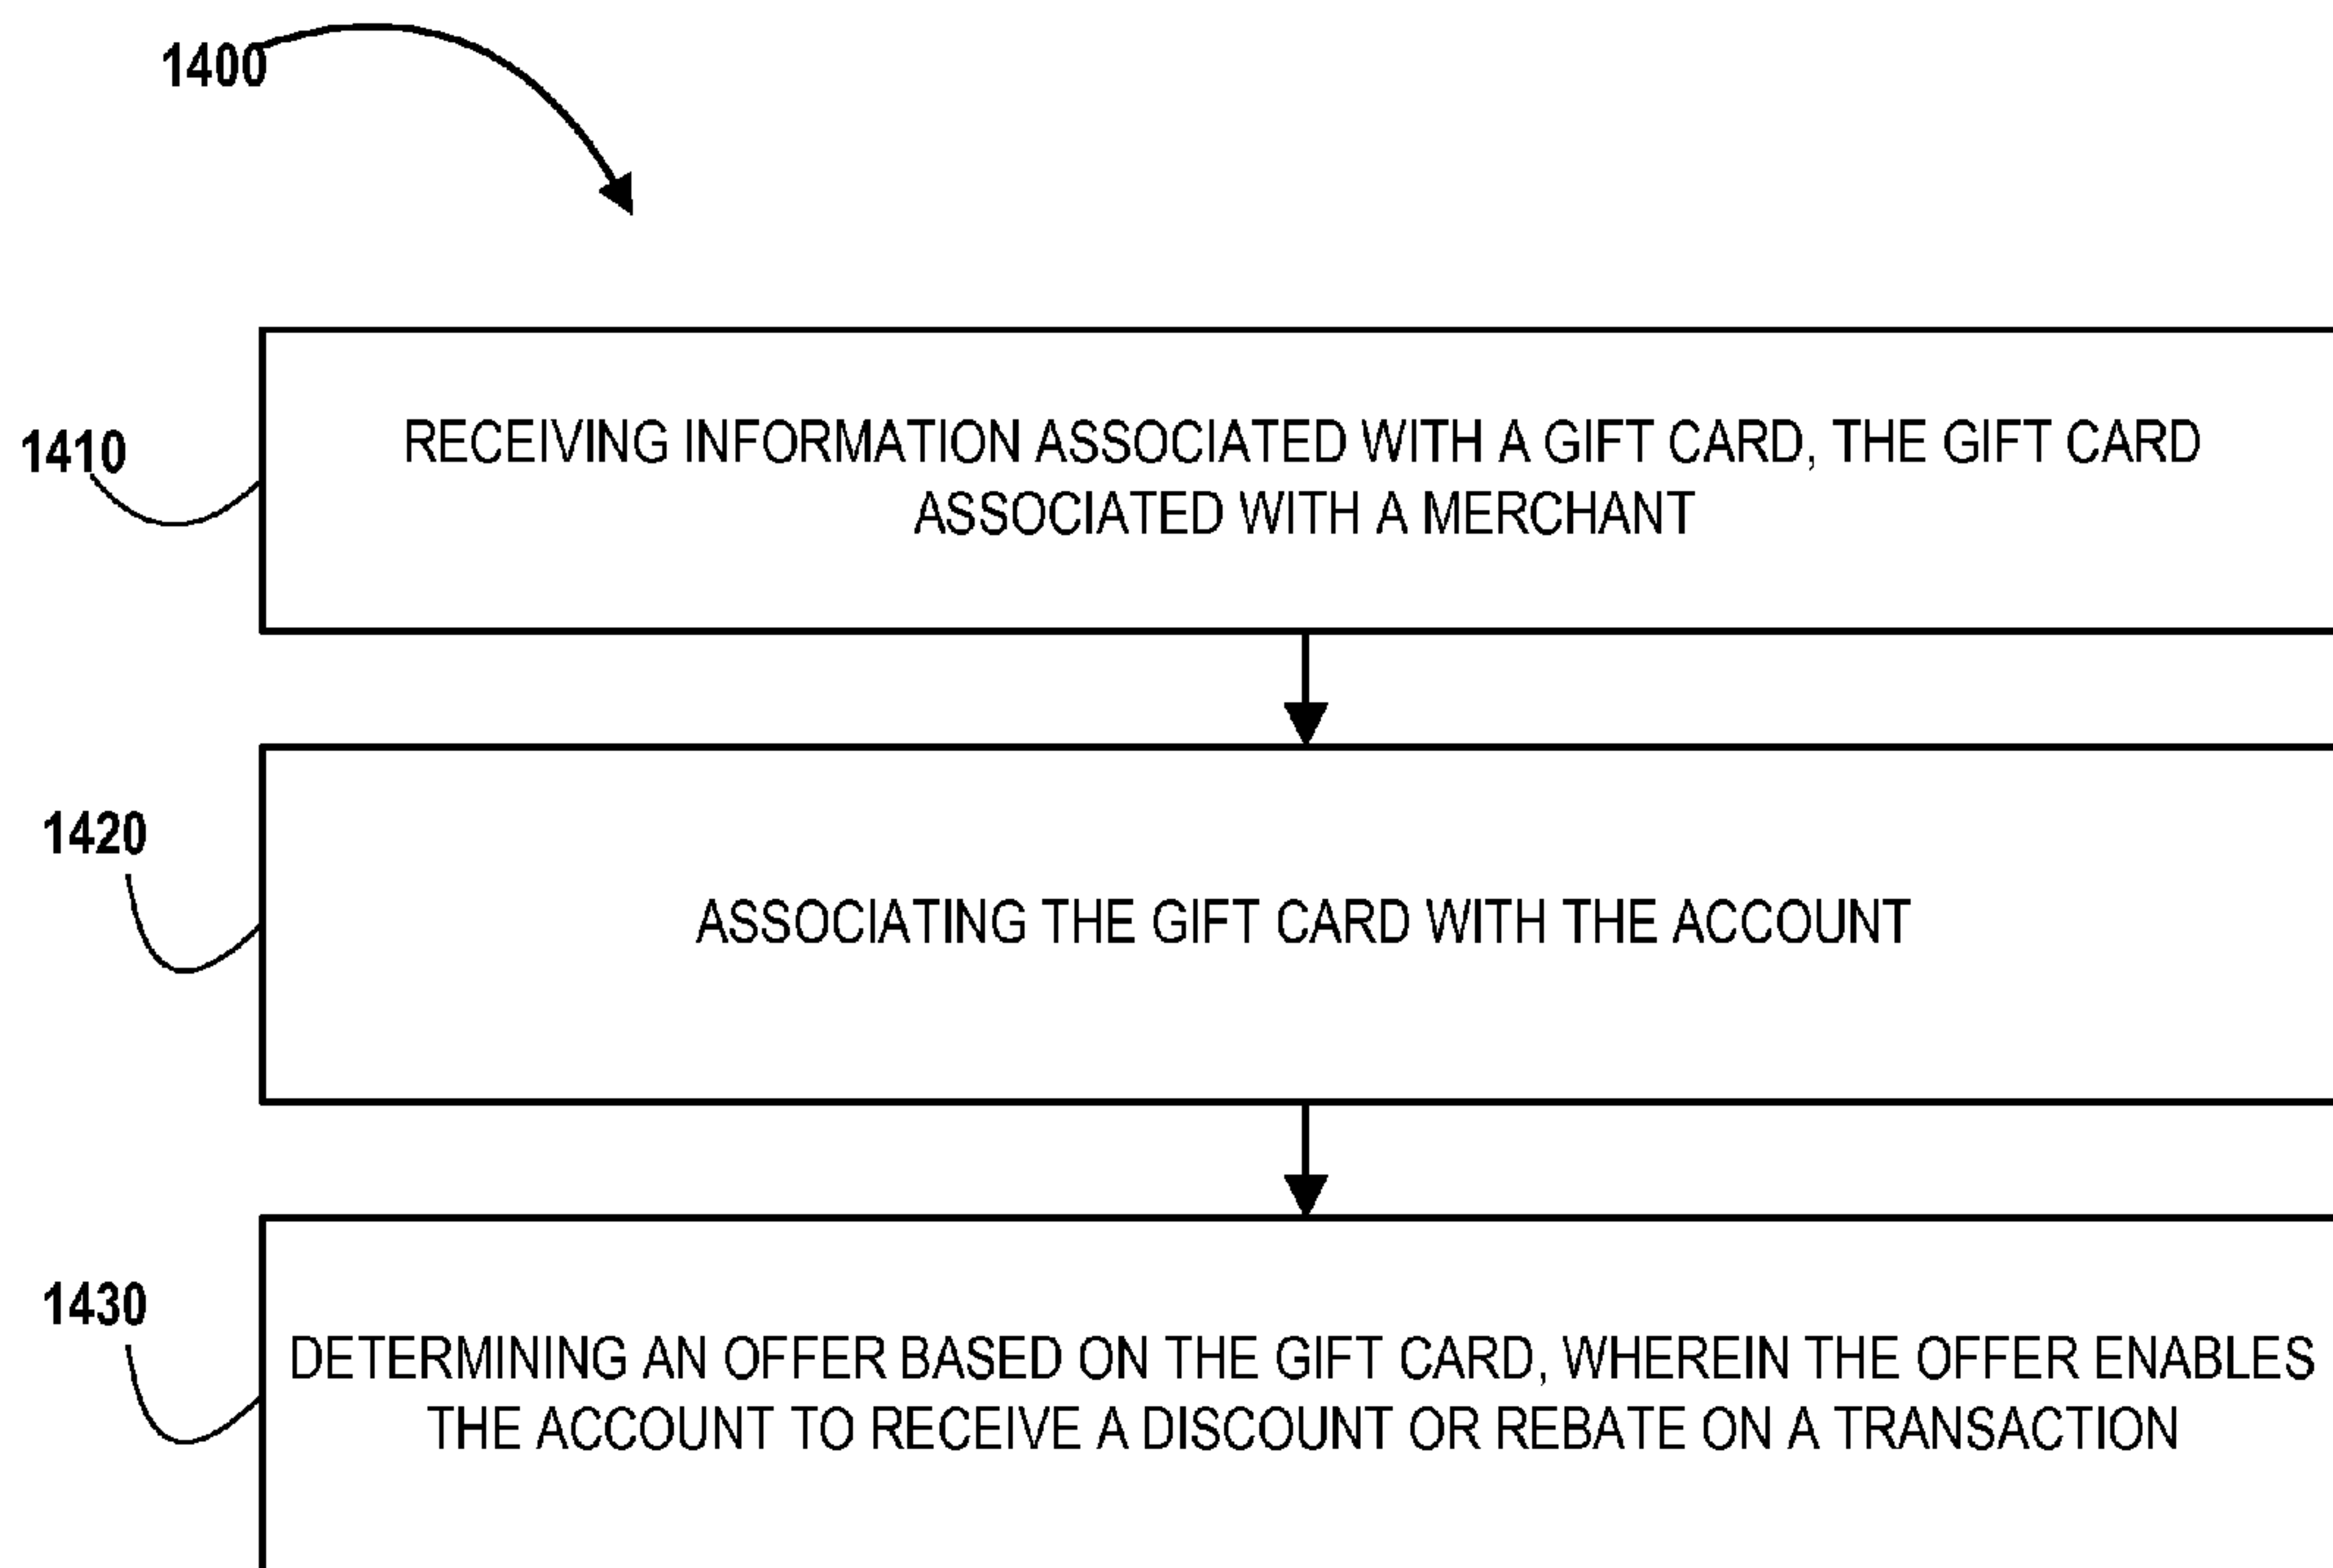 1400
1410
RECEIVING INFORMATION ASSOCIATED WITH A GIFT CARD, THE GIFT CARD
ASSOCIATED WITH A MERCHANT
1420
ASSOCIATING THE GIFT CARD WITH THE ACCOUNT
1430
DETERMINING AN OFFER BASED ON THE GIFT CARD, WHEREIN THE OFFER ENABLES
THE ACCOUNT TO RECEIVE A DISCOUNT OR REBATE ON A TRANSACTION